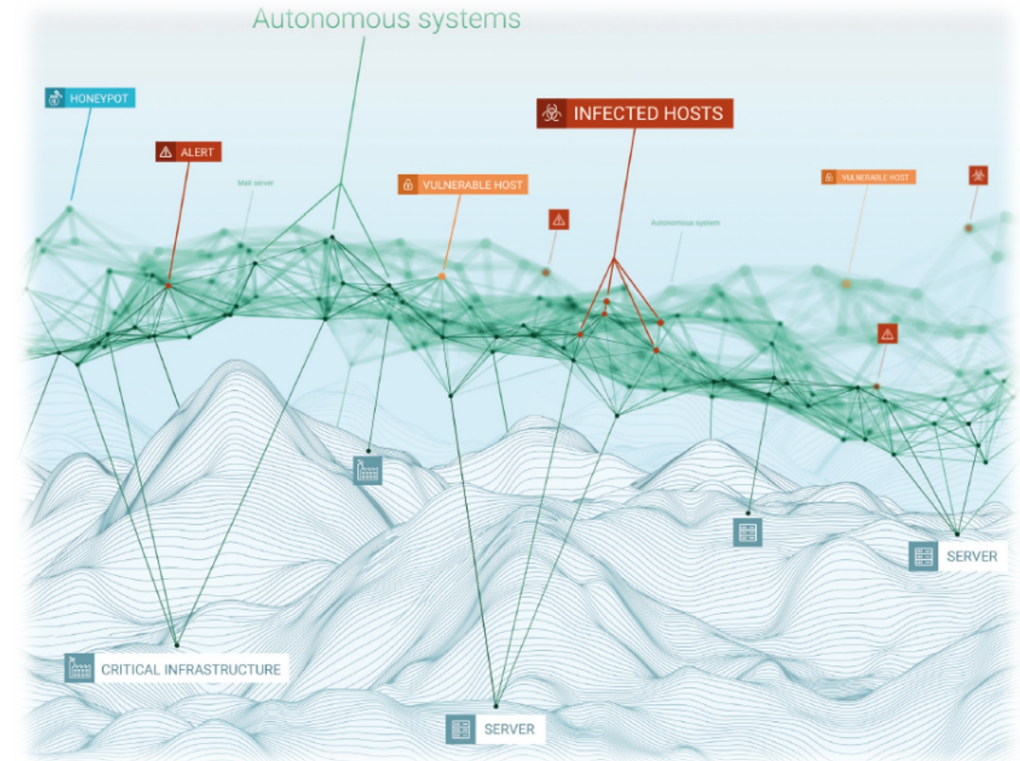 Autonomous systems
HONEYPOT
INFECTED HOSTS
ALERT
VULNERABLE HOST
VULNERABLE HOST
Mail server
Autonomous system
SERVER
CRITICAL INFRASTRUCTURE
SERVER